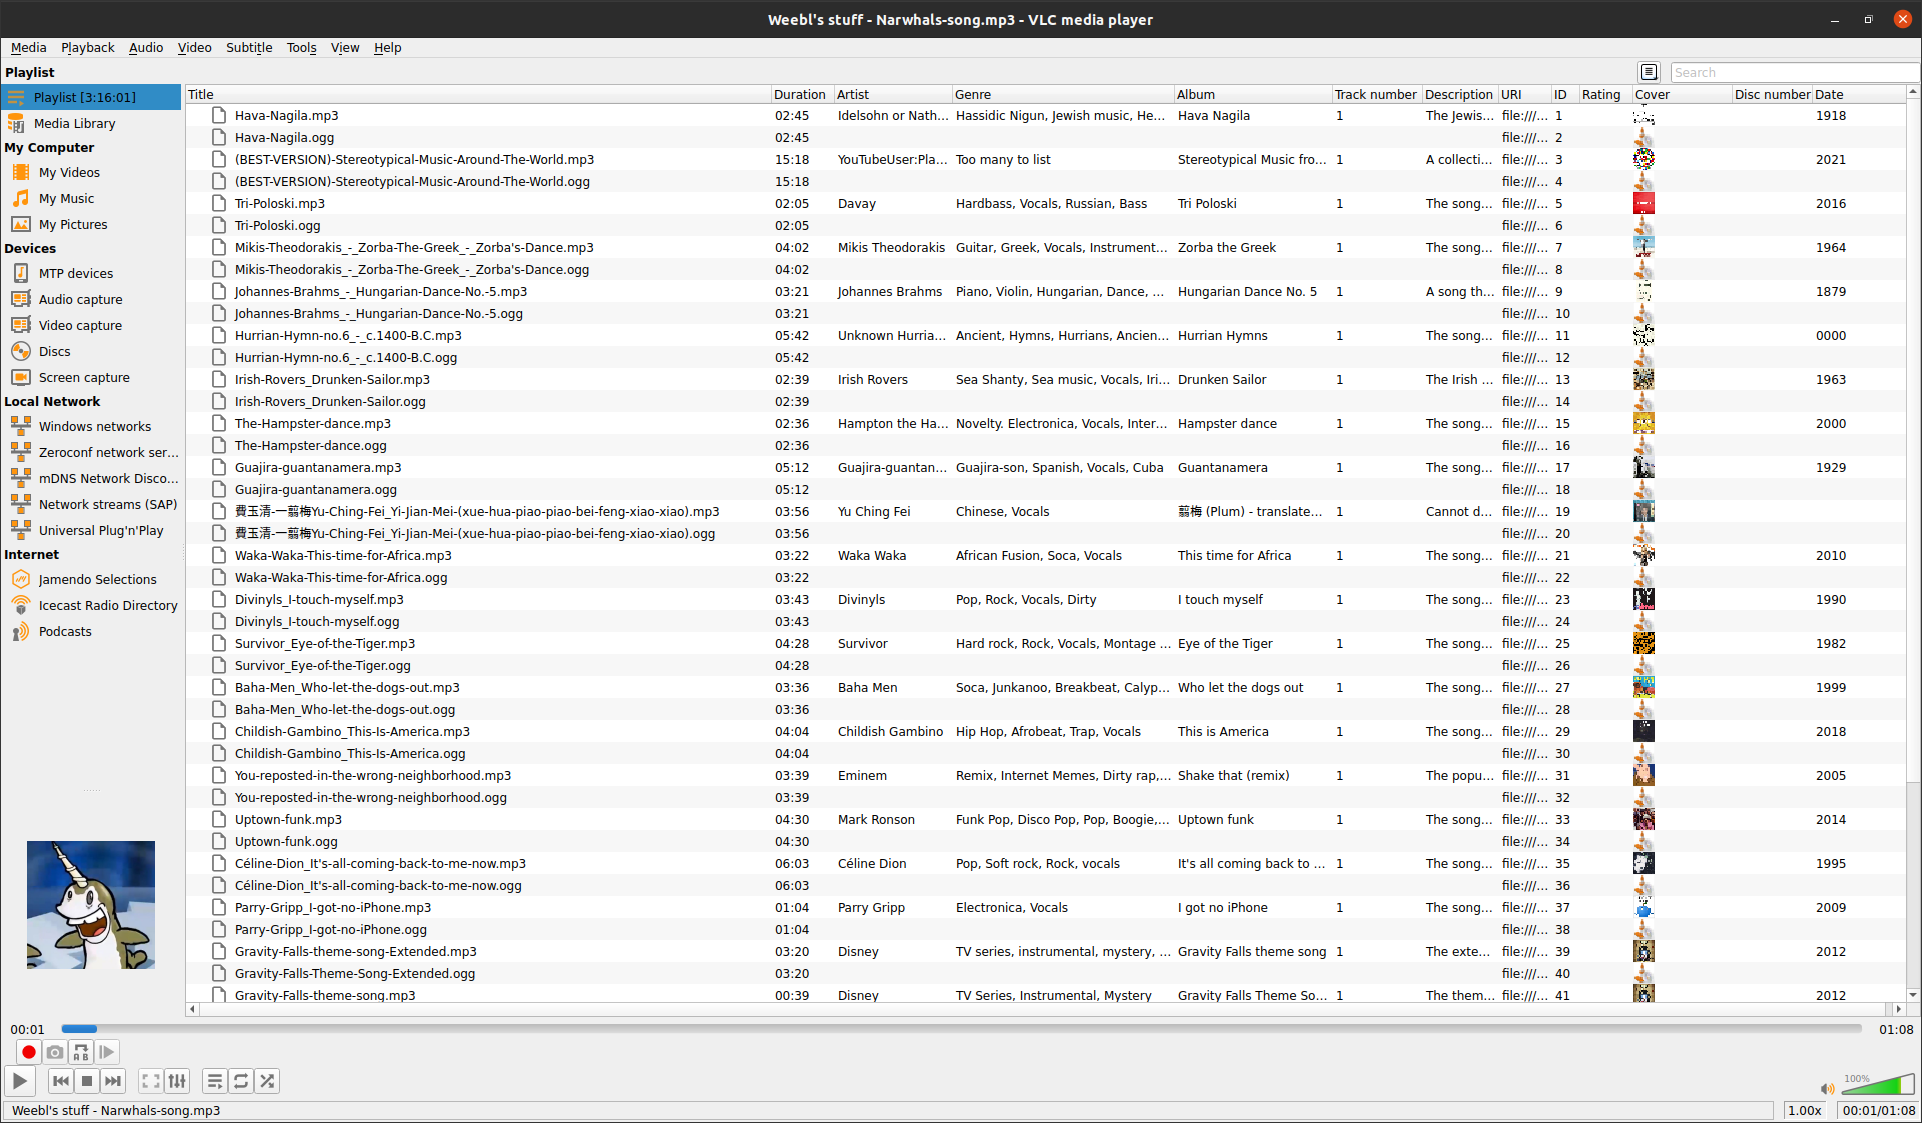 Weebl's stuff - Narwhals-song.mp3 - VLC media player
Media Playback Audio Video Subtitle Tools View Help
Playlist
Search
Playlist [3:16:01]
Media Library
My Computer
My Videos
My Music
My Pictures
Devices
MTP devices
Audio capture
Video capture
Discs
Screen capture
Local Network
Windows networks
Zeroconf network ser...
mDNS Network Disco...
Network streams (SAP)
Universal Plug'n'Play
Internet
Jamendo Selections
Icecast Radio Directory
Podcasts
Title Duration Artist Genre Album Track number Description URI ID Rating Cover Disc number Date
Hava-Nagila.mp3 02:45 Idelsohn or Nath... Hassidic Nigun, Jewish music, He... Hava Nagila 1 The Jewis... file:///... 1 1918
Hava-Nagila.ogg 02:45 file:///... 2
(BEST-VERSION)-Stereotypical-Music-Around-The-World.mp3 15:18 YouTubeUser:Pla... Too many to list Stereotypical Music fro... 1 A collecti... file:///... 3 2021
(BEST-VERSION)-Stereotypical-Music-Around-The-World.ogg 15:18 file:///... 4
Tri-Poloski.mp3 02:05 Davay Hardbass, Vocals, Russian, Bass Tri Poloski 1 The song... file:///... 5 2016
Tri-Poloski.ogg 02:05 file:///... 6
Mikis-Theodorakis_-_Zorba-The-Greek_-_Zorba's-Dance.mp3 04:02 Mikis Theodorakis Guitar, Greek, Vocals, Instrument... Zorba the Greek 1 The song... file:///... 7 1964
Mikis-Theodorakis_-_Zorba-The-Greek_-_Zorba's-Dance.ogg 04:02 file:///... 8
Johannes-Brahms_-_Hungarian-Dance-No.-5.mp3 03:21 Johannes Brahms Piano, Violin, Hungarian, Dance, ... Hungarian Dance No. 5 1 A song th... file:///... 9 1879
Johannes-Brahms_-_Hungarian-Dance-No.-5.ogg 03:21 file:///... 10
Hurrian-Hymn-no.6_-_c.1400-B.C.mp3 05:42 Unknown Hurria... Ancient, Hymns, Hurrians, Ancien... Hurrian Hymns 1 The song... file:///... 11 0000
Hurrian-Hymn-no.6_-_c.1400-B.C.ogg 05:42 file:///... 12
Irish-Rovers_Drunken-Sailor.mp3 02:39 Irish Rovers Sea Shanty, Sea music, Vocals, Iri... Drunken Sailor 1 The Irish ... file:///... 13 1963
Irish-Rovers_Drunken-Sailor.ogg 02:39 file:///... 14
The-Hampster-dance.mp3 02:36 Hampton the Ha... Novelty. Electronica, Vocals, Inter... Hampster dance 1 The song... file:///... 15 2000
The-Hampster-dance.ogg 02:36 file:///... 16
Guajira-guantanamera.mp3 05:12 Guajira-guantan... Guajira-son, Spanish, Vocals, Cuba Guantanamera 1 The song... file:///... 17 1929
Guajira-guantanamera.ogg 05:12 file:///... 18
費玉清-一翦梅Yu-Ching-Fei_Yi-Jian-Mei-(xue-hua-piao-piao-bei-feng-xiao-xiao).mp3 03:56 Yu Ching Fei Chinese, Vocals 翦梅 (Plum) - translate... 1 Cannot d... file:///... 19
費玉清-一翦梅Yu-Ching-Fei_Yi-Jian-Mei-(xue-hua-piao-piao-bei-feng-xiao-xiao).ogg 03:56 file:///... 20
Waka-Waka-This-time-for-Africa.mp3 03:22 Waka Waka African Fusion, Soca, Vocals This time for Africa 1 The song... file:///... 21 2010
Waka-Waka-This-time-for-Africa.ogg 03:22 file:///... 22
Divinyls_I-touch-myself.mp3 03:43 Divinyls Pop, Rock, Vocals, Dirty I touch myself 1 The song... file:///... 23 1990
Divinyls_I-touch-myself.ogg 03:43 file:///... 24
Survivor_Eye-of-the-Tiger.mp3 04:28 Survivor Hard rock, Rock, Vocals, Montage ... Eye of the Tiger 1 The song... file:///... 25 1982
Survivor_Eye-of-the-Tiger.ogg 04:28 file:///... 26
Baha-Men_Who-let-the-dogs-out.mp3 03:36 Baha Men Soca, Junkanoo, Breakbeat, Calyp... Who let the dogs out 1 The song... file:///... 27 1999
Baha-Men_Who-let-the-dogs-out.ogg 03:36 file:///... 28
Childish-Gambino_This-Is-America.mp3 04:04 Childish Gambino Hip Hop, Afrobeat, Trap, Vocals This is America 1 The song... file:///... 29 2018
Childish-Gambino_This-Is-America.ogg 04:04 file:///... 30
You-reposted-in-the-wrong-neighborhood.mp3 03:39 Eminem Remix, Internet Memes, Dirty rap,... Shake that (remix) 1 The popu... file:///... 31 2005
You-reposted-in-the-wrong-neighborhood.ogg 03:39 file:///... 32
Uptown-funk.mp3 04:30 Mark Ronson Funk Pop, Disco Pop, Pop, Boogie,... Uptown funk 1 The song... file:///... 33 2014
Uptown-funk.ogg 04:30 file:///... 34
Céline-Dion_It's-all-coming-back-to-me-now.mp3 06:03 Céline Dion Pop, Soft rock, Rock, vocals It's all coming back to ... 1 The song... file:///... 35 1995
Céline-Dion_It's-all-coming-back-to-me-now.ogg 06:03 file:///... 36
Parry-Gripp_I-got-no-iPhone.mp3 01:04 Parry Gripp Electronica, Vocals I got no iPhone 1 The song... file:///... 37 2009
Parry-Gripp_I-got-no-iPhone.ogg 01:04 file:///... 38
Gravity-Falls-theme-song-Extended.mp3 03:20 Disney TV series, instrumental, mystery, ... Gravity Falls theme song 1 The exte... file:///... 39 2012
Gravity-Falls-Theme-Song-Extended.ogg 03:20 file:///... 40
Gravity-Falls-theme-song.mp3 00:39 Disney TV Series, Instrumental, Mystery Gravity Falls Theme So... 1 The them... file:///... 41 2012
00:01 01:08
A B
100%
Weebl's stuff - Narwhals-song.mp3 1.00x 00:01/01:08